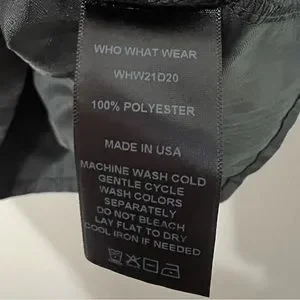 WHO WHAT WEAR
WHW21D20
100% POLYESTER
MADE IN USA
MACHINE WASH COLD
GENTLE CYCLE
WASH COLORS
SEPARATELY
DO NOT BLEACH
LAY FLAT TO DRY
COOL IRON IF NEEDED